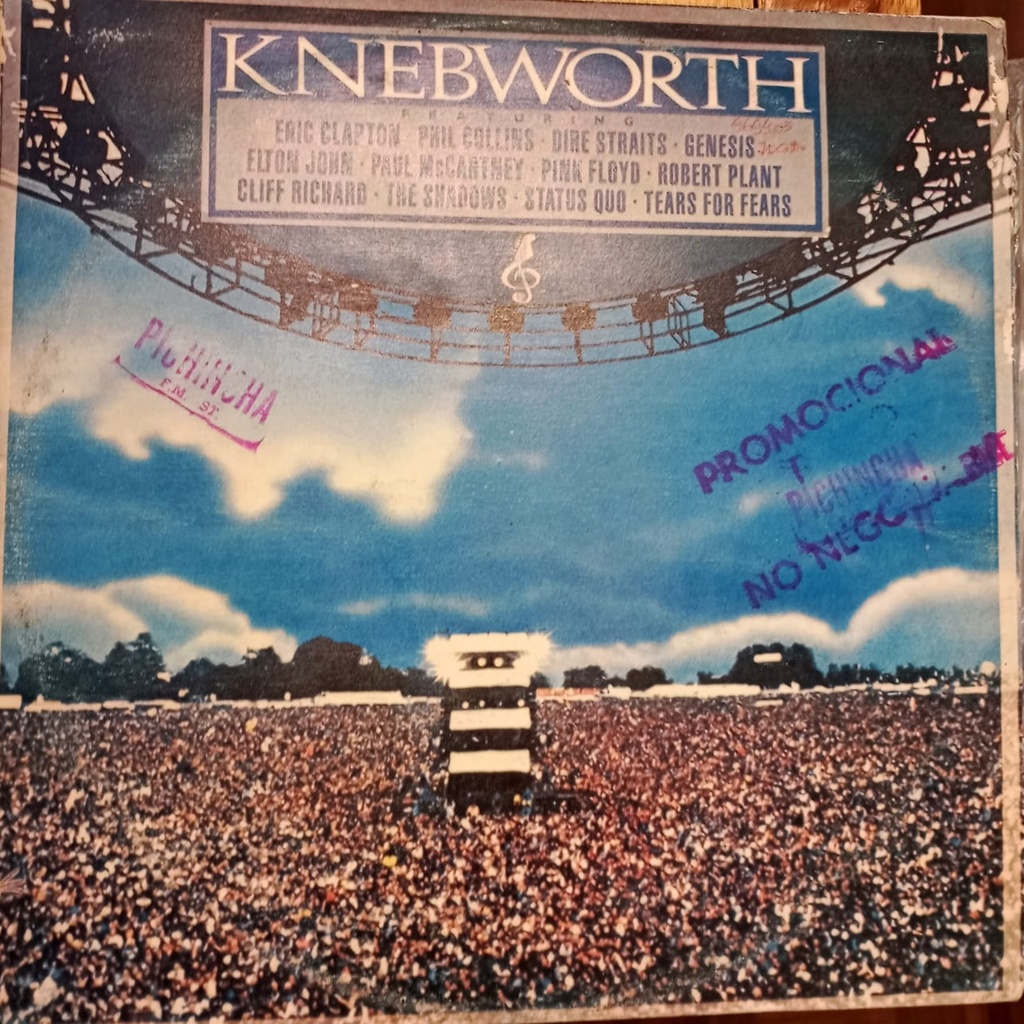 KNEBWORTH
FEATURING
ERIC CLAPTON · PHIL COLLINS · DIRE STRAITS · GENESIS
ELTON JOHN · PAUL McCARTNEY · PINK FLOYD · ROBERT PLANT
CLIFF RICHARD · THE SHADOWS · STATUS QUO · TEARS FOR FEARS
PICHINCHA
F.M. ST.
PROMOCIONAL
PICHINCHA
NO